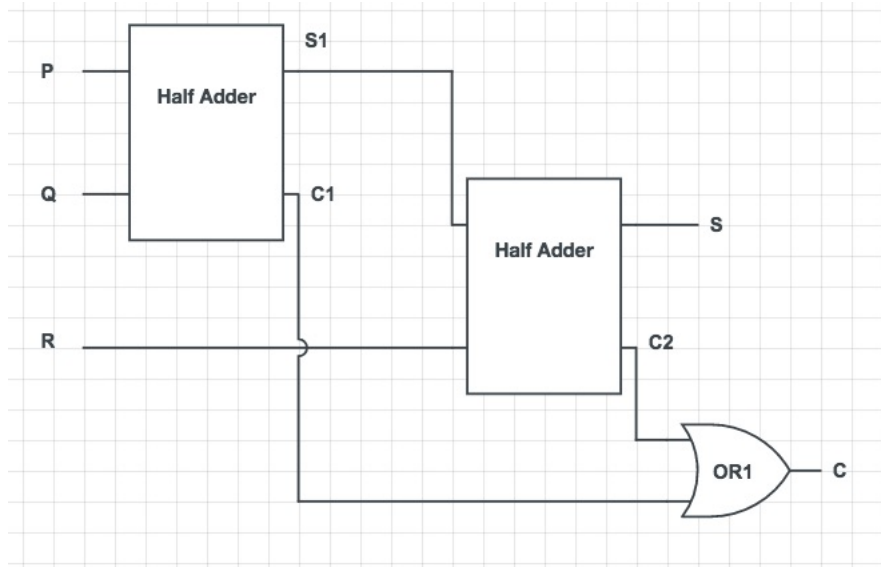 S1
P
Half Adder
Q
C1
S
Half Adder
R
C2
OR1
C